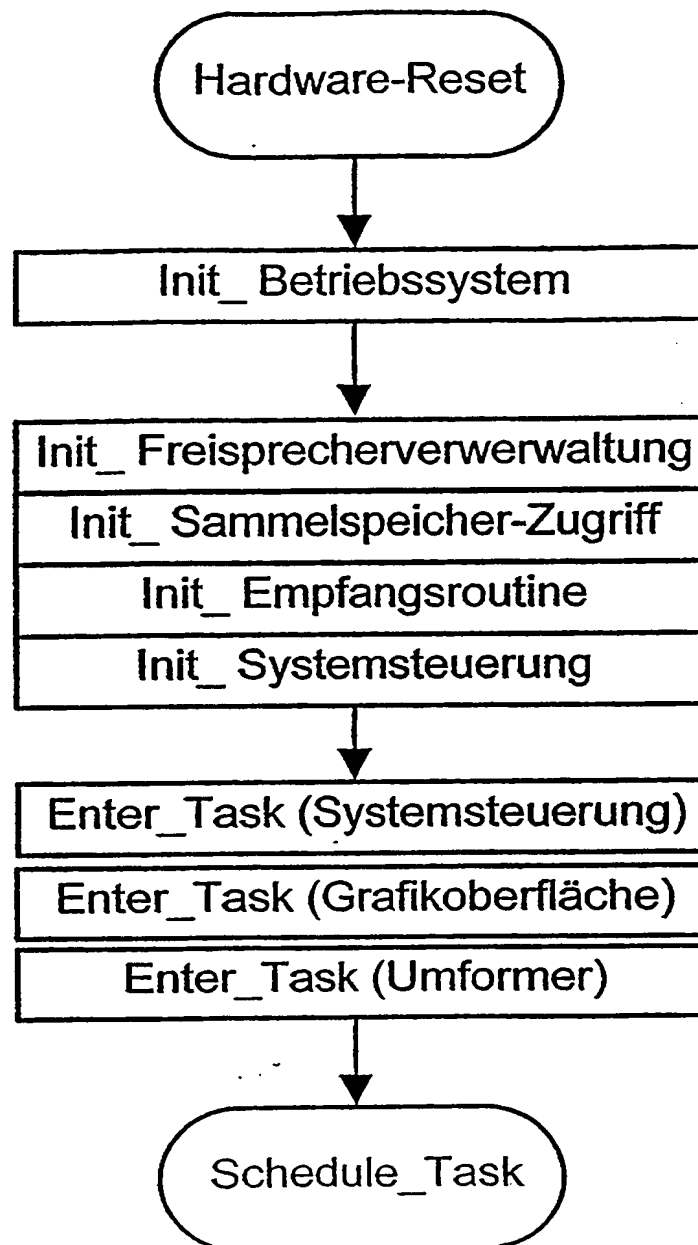 Hardware-Reset
Init_ Betriebssystem
Init_ Freisprecherverwerwaltung
Init_ Sammelspeicher-Zugriff
Init_ Empfangsroutine
Init_ Systemsteuerung
Enter_Task (Systemsteuerung)
Enter_Task (Grafikoberfläche)
Enter_Task (Umformer)
Schedule_Task